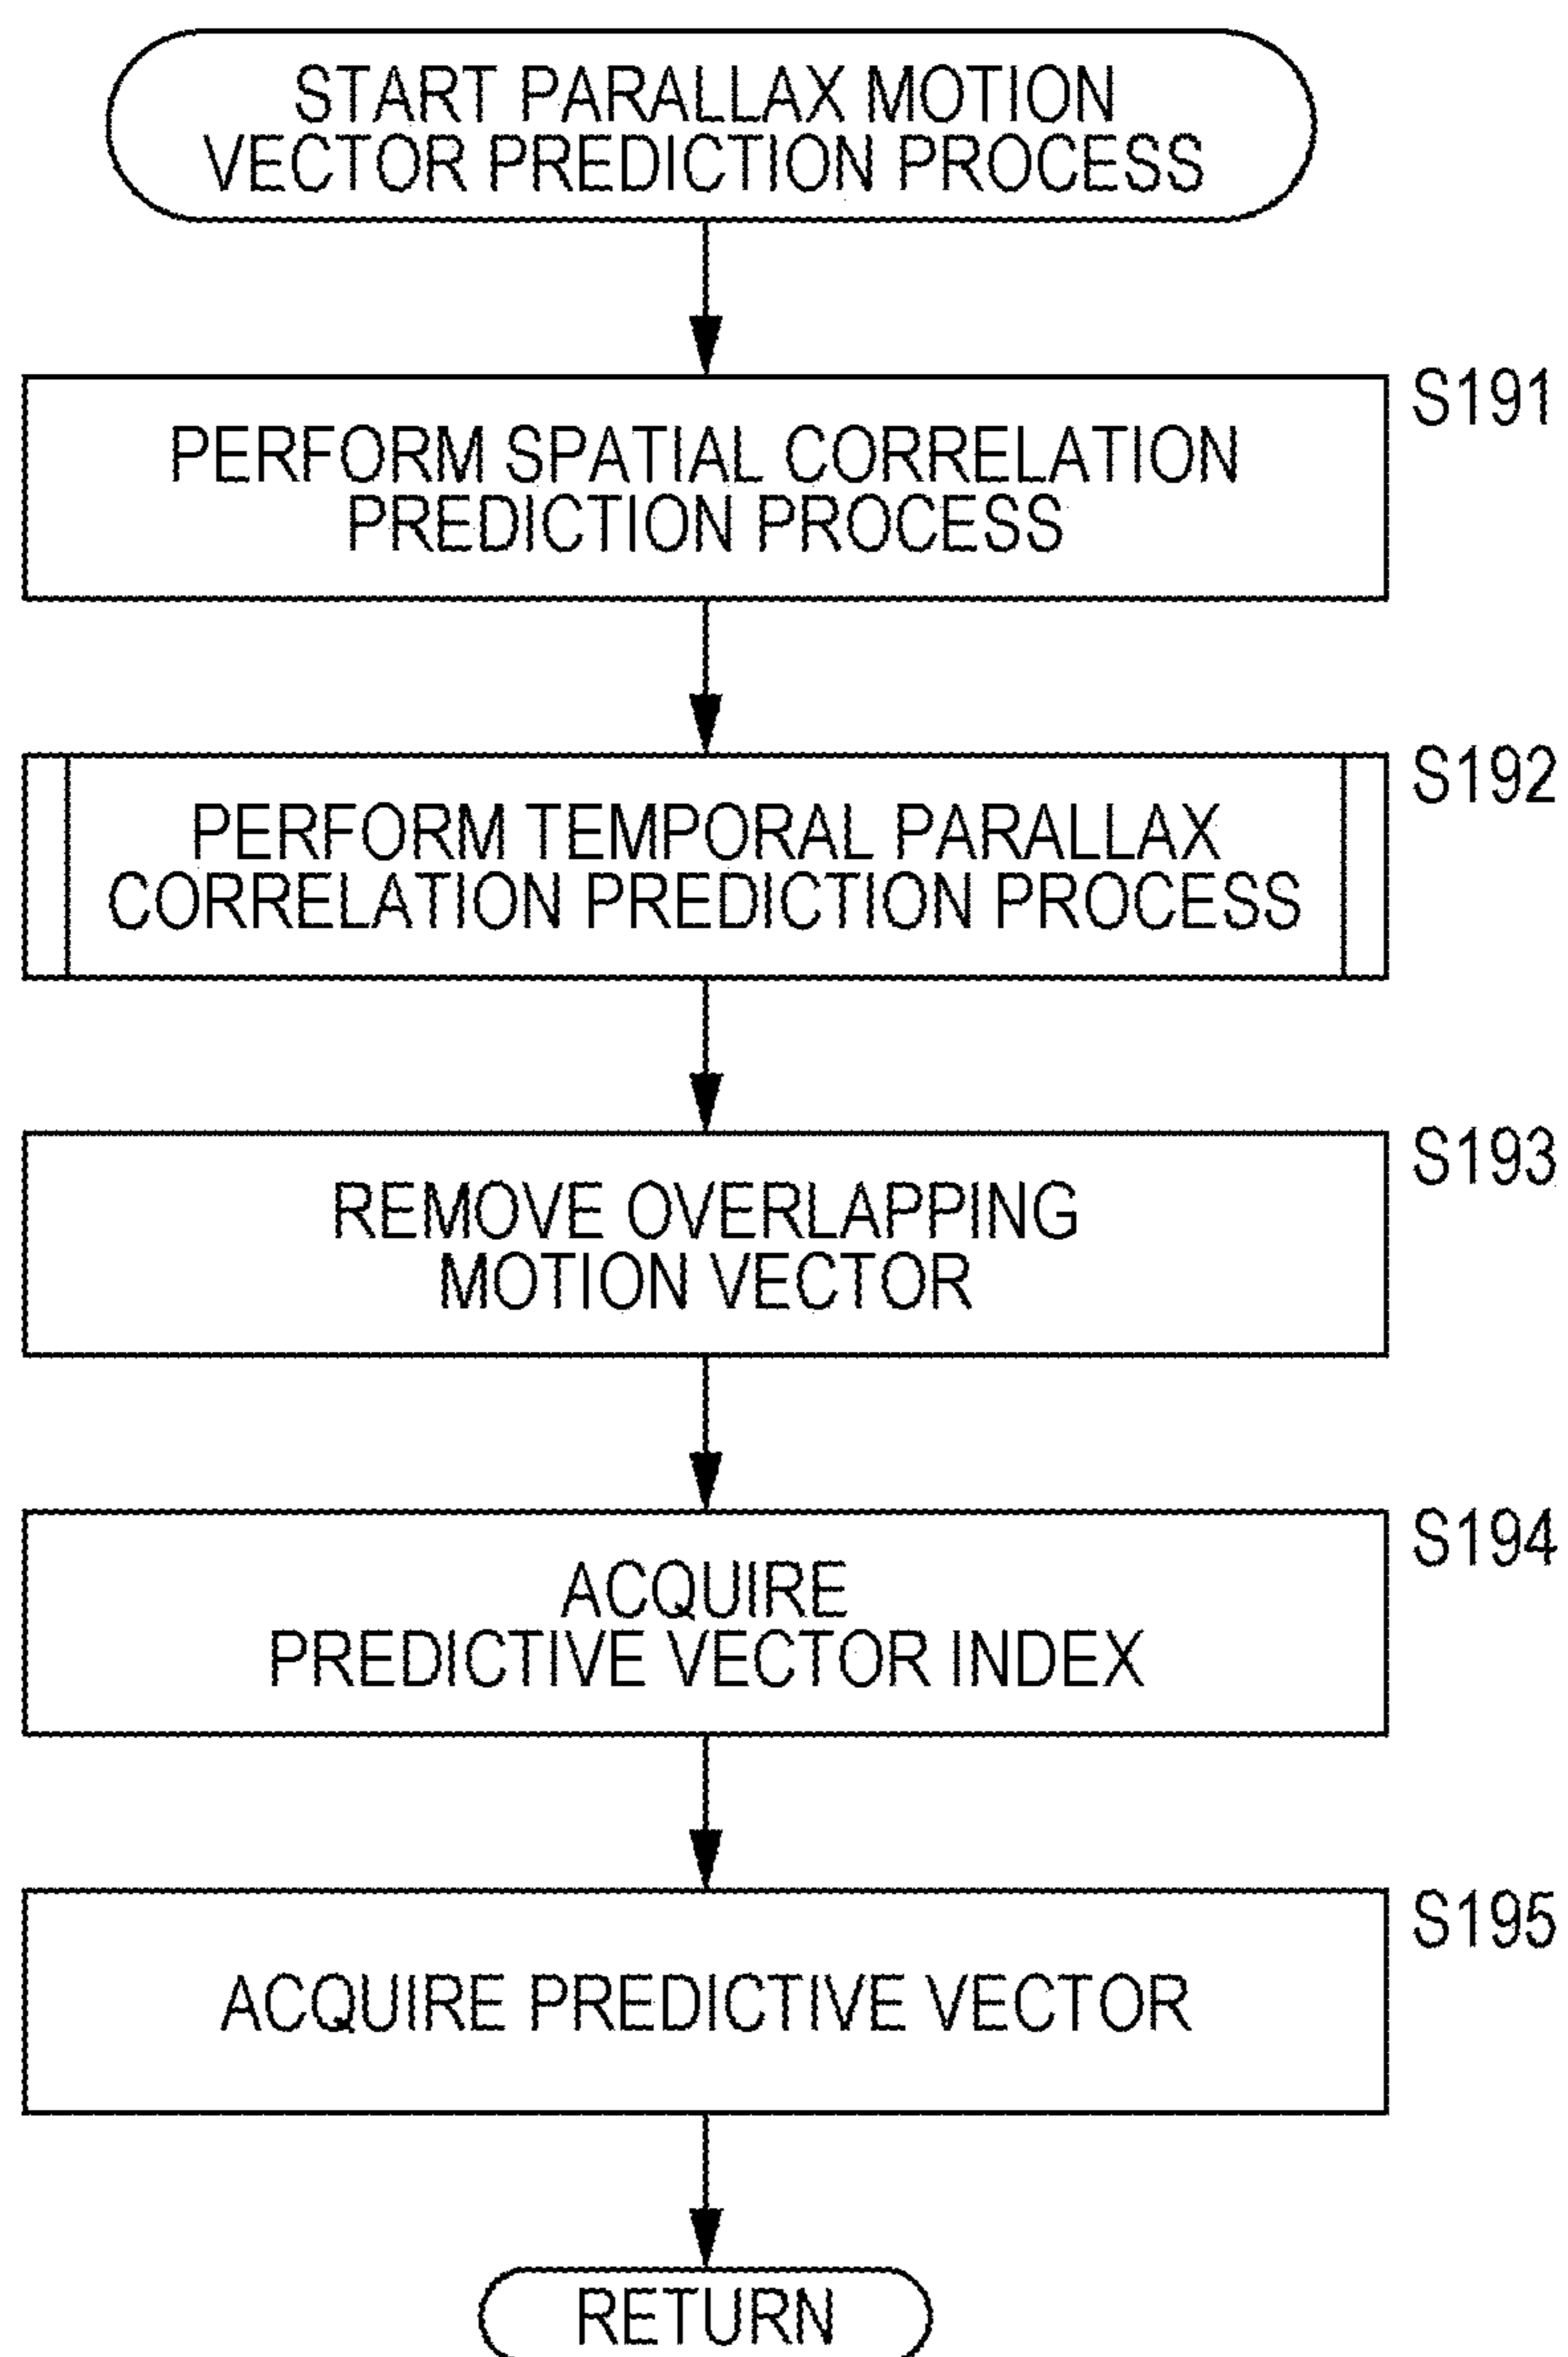 START PARALLAX MOTION
VECTOR PREDICTION PROCESS
S191
PERFORM SPATIAL CORRELATION
PREDICTION PROCESS
S192
PERFORM TEMPORAL PARALLAX
CORRELATION PREDICTION PROCESS
S193
REMOVE OVERLAPPING
MOTION VECTOR
S194
ACQUIRE
PREDICTIVE VECTOR INDEX
S195
ACQUIRE PREDICTIVE VECTOR
RETURN